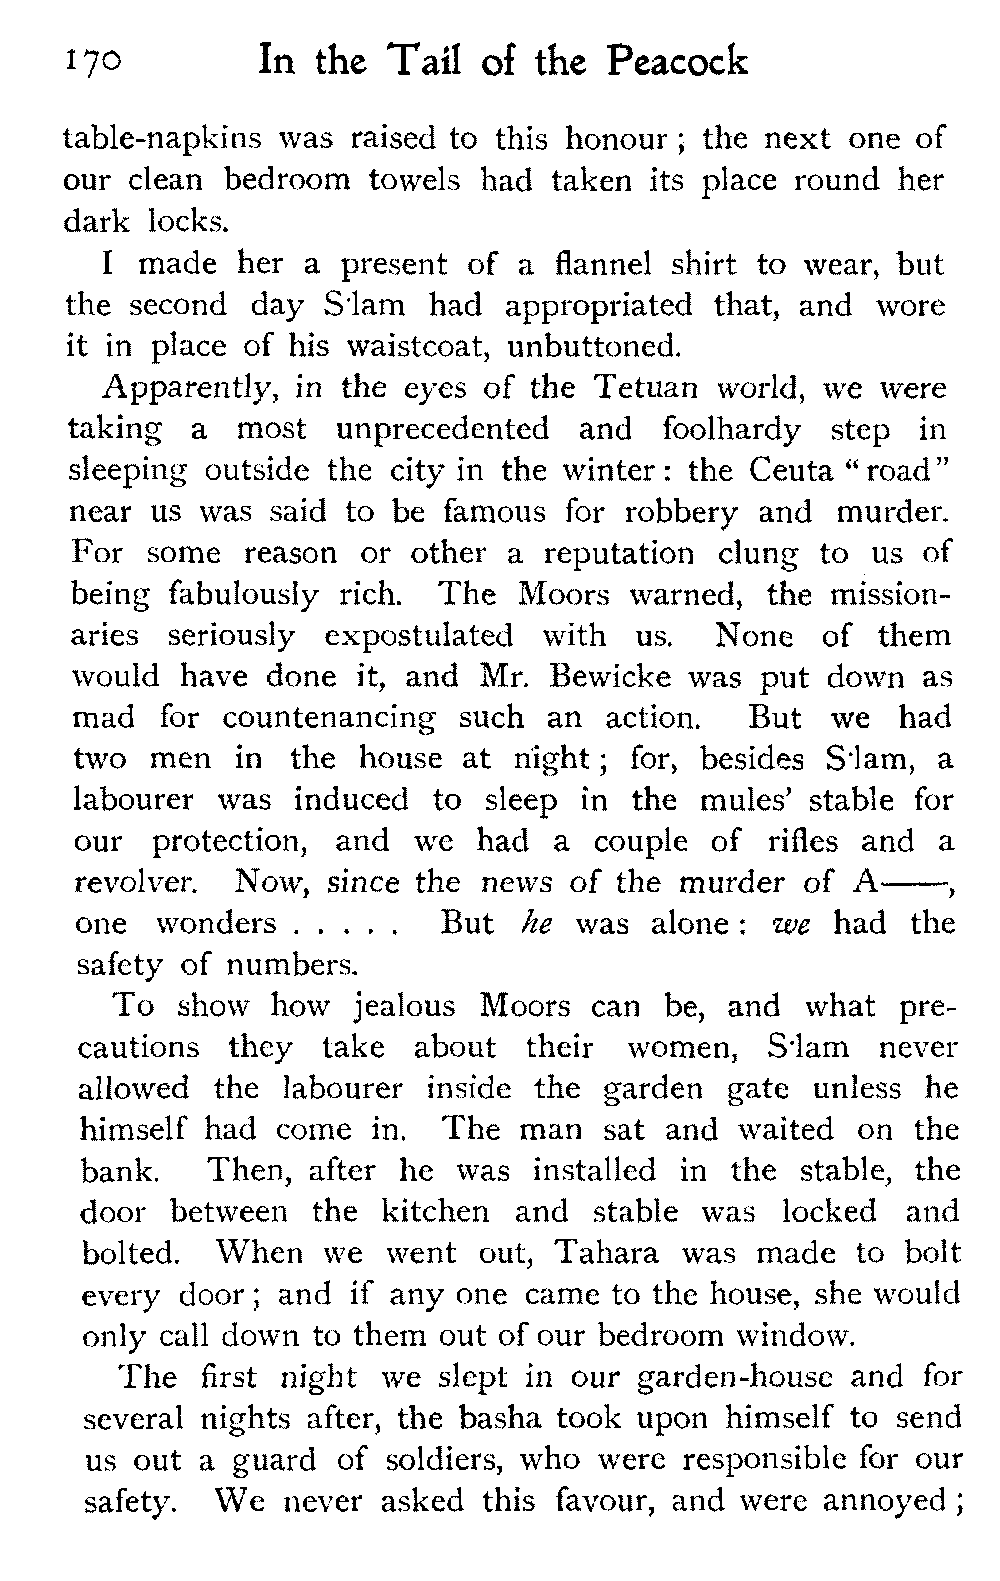 170 In the Tail of the Peacock
table-napkins was raised to this honour; the next one of
our clean bedroom towels had taken its place round her
dark locks.
I made her a present of a flannel shirt to wear, but
the second day S·lam had appropriated that, and wore
it in place of his waistcoat, unbuttoned.
Apparently, in the eyes of the Tetuan world, we were
taking a most unprecedented and foolhardy step in
sleeping outside the city in the winter: the Ceuta “road”
near us was said to be famous for robbery and murder.
For some reason or other a reputation clung to us of
being fabulously rich. The Moors warned, the mission-
aries seriously expostulated with us. None of them
would have done it, and Mr. Bewicke was put down as
mad for countenancing such an action. But we had
two men in the house at night; for, besides S·lam, a
labourer was induced to sleep in the mules’ stable for
our protection, and we had a couple of rifles and a
revolver. Now, since the news of the murder of A——,
one wonders . . . . . But he was alone: we had the
safety of numbers.
To show how jealous Moors can be, and what pre-
cautions they take about their women, S·lam never
allowed the labourer inside the garden gate unless he
himself had come in. The man sat and waited on the
bank. Then, after he was installed in the stable, the
door between the kitchen and stable was locked and
bolted. When we went out, Tahara was made to bolt
every door; and if any one came to the house, she would
only call down to them out of our bedroom window.
The first night we slept in our garden-house and for
several nights after, the basha took upon himself to send
us out a guard of soldiers, who were responsible for our
safety. We never asked this favour, and were annoyed;